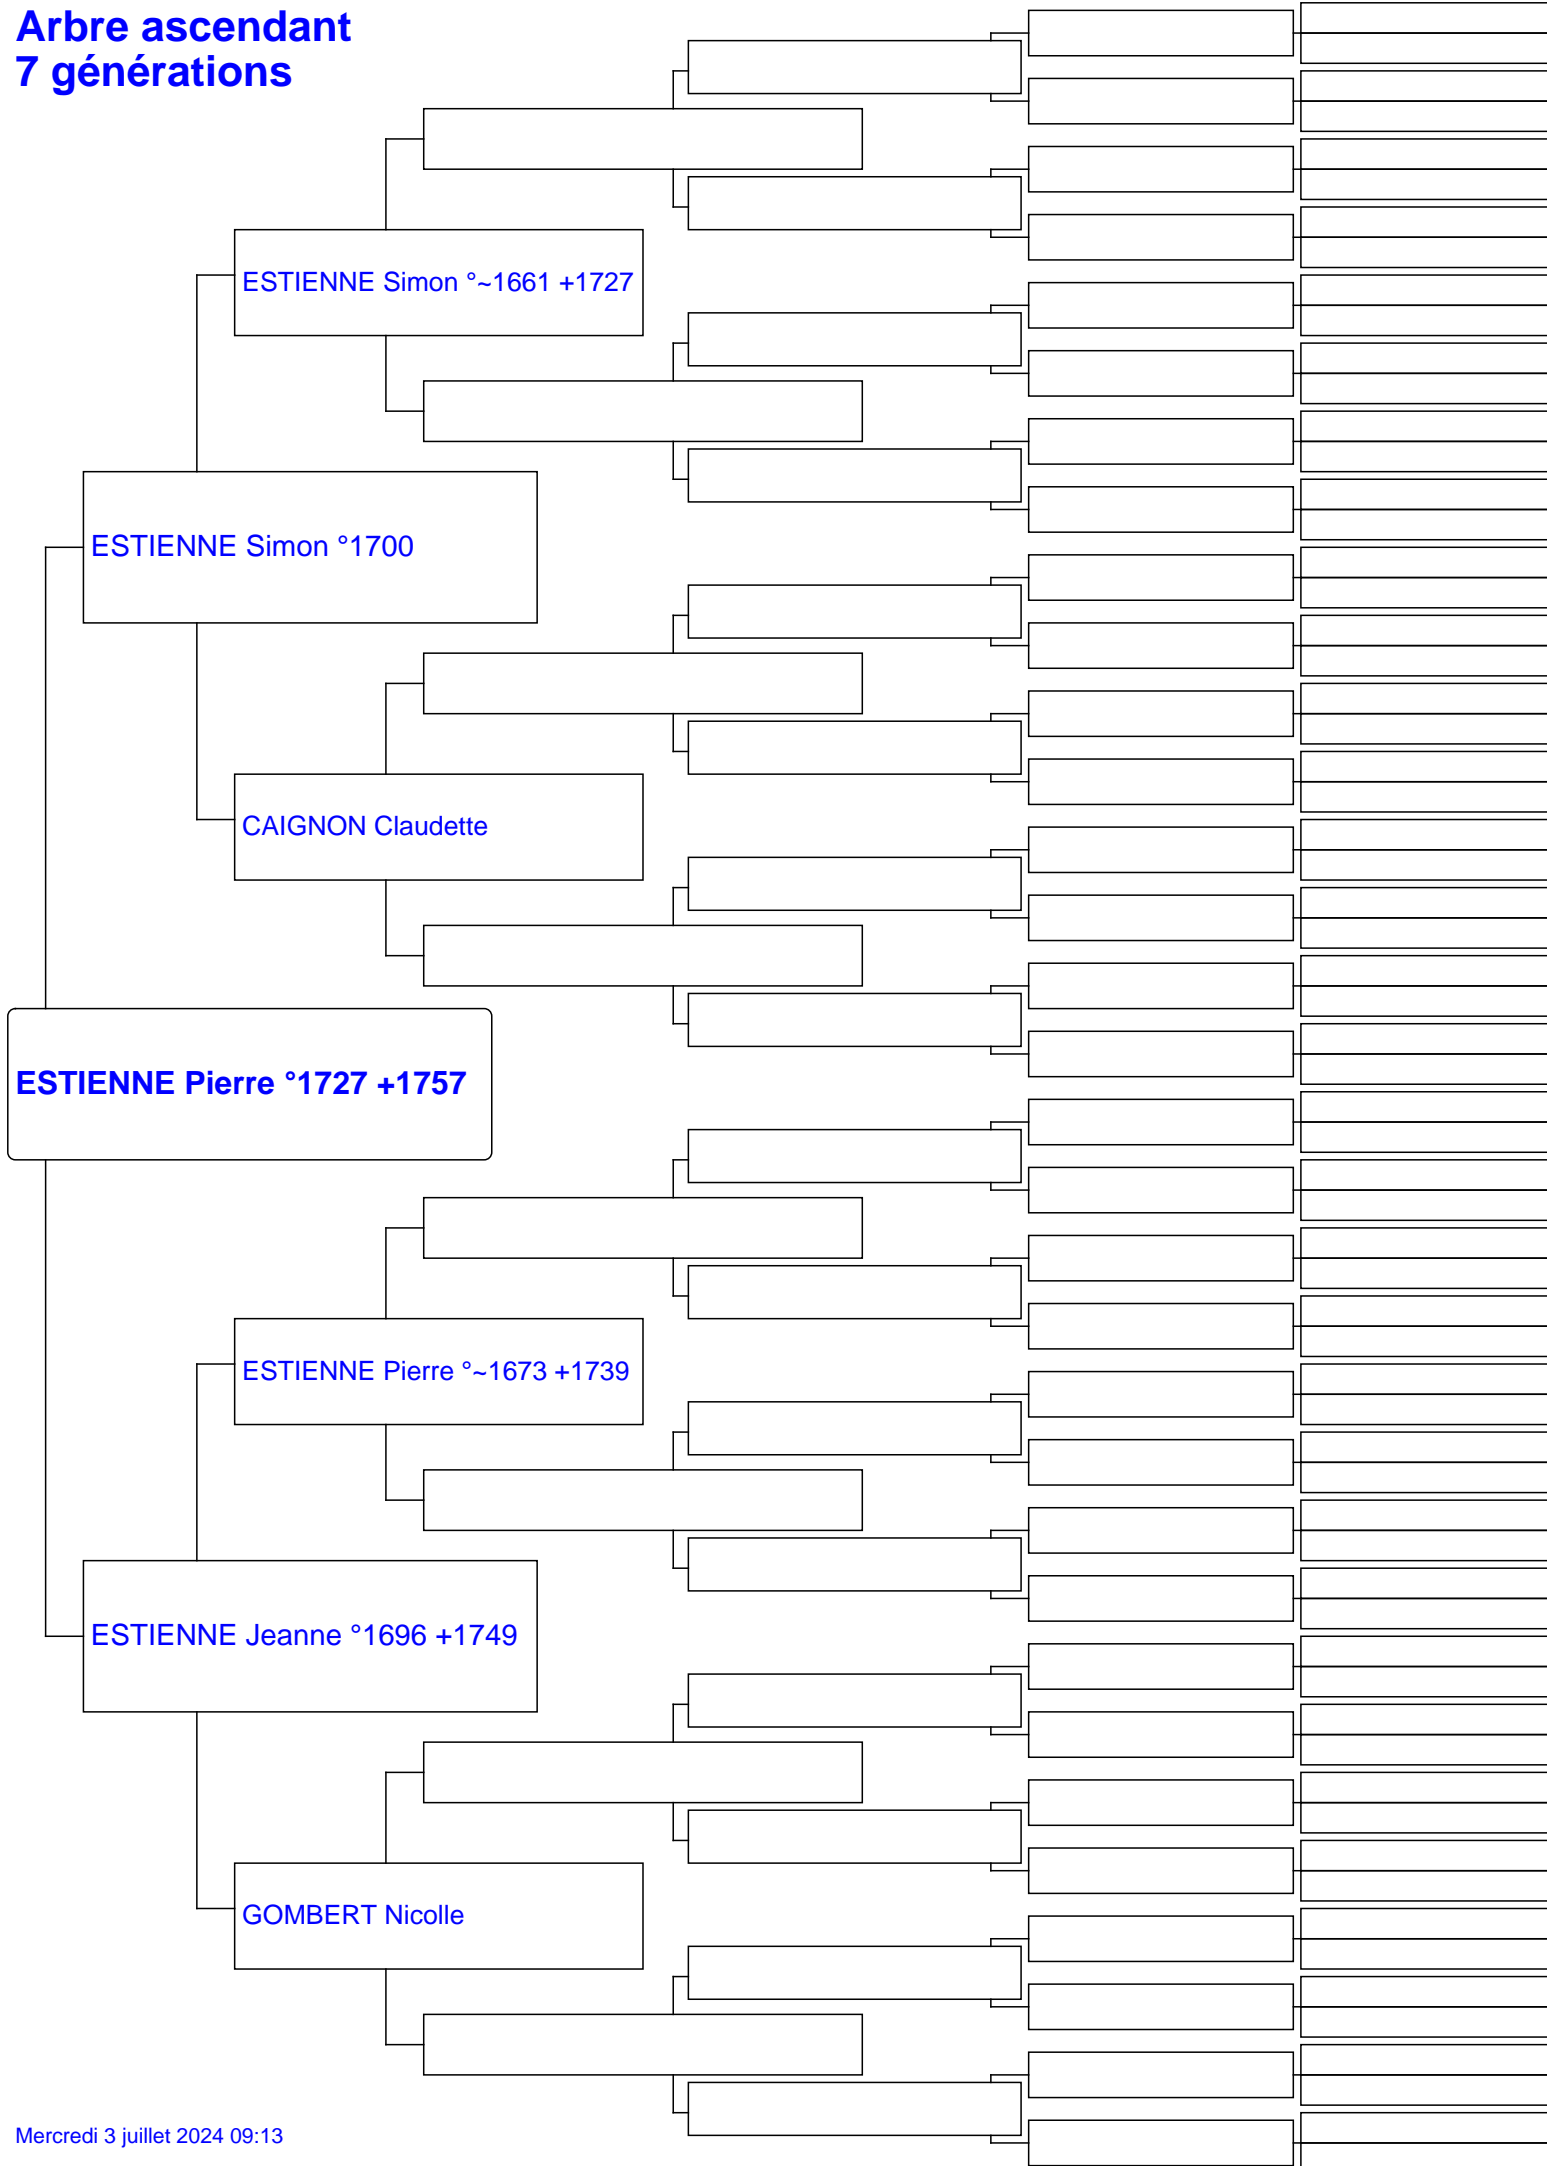 Arbre ascendant
7 générations
ESTIENNE Simon °~1661 +1727
ESTIENNE Simon °1700
CAIGNON Claudette
ESTIENNE Pierre °1727 +1757
ESTIENNE Pierre °~1673 +1739
ESTIENNE Jeanne °1696 +1749
GOMBERT Nicolle
Mercredi 3 juillet 2024 09:13